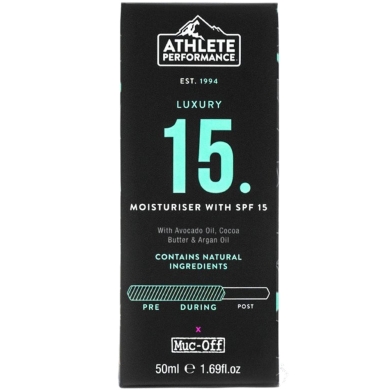 ATHLETE
PERFORMANCE
EST. 1994
LUXURY
15.
MOISTURISER WITH SPF 15
With Avocado Oil, Cocoa
Butter & Argan Oil
CONTAINS NATURAL
INGREDIENTS
PRE DURING POST
x
Muc-Off
50ml e 1.69fl.oz